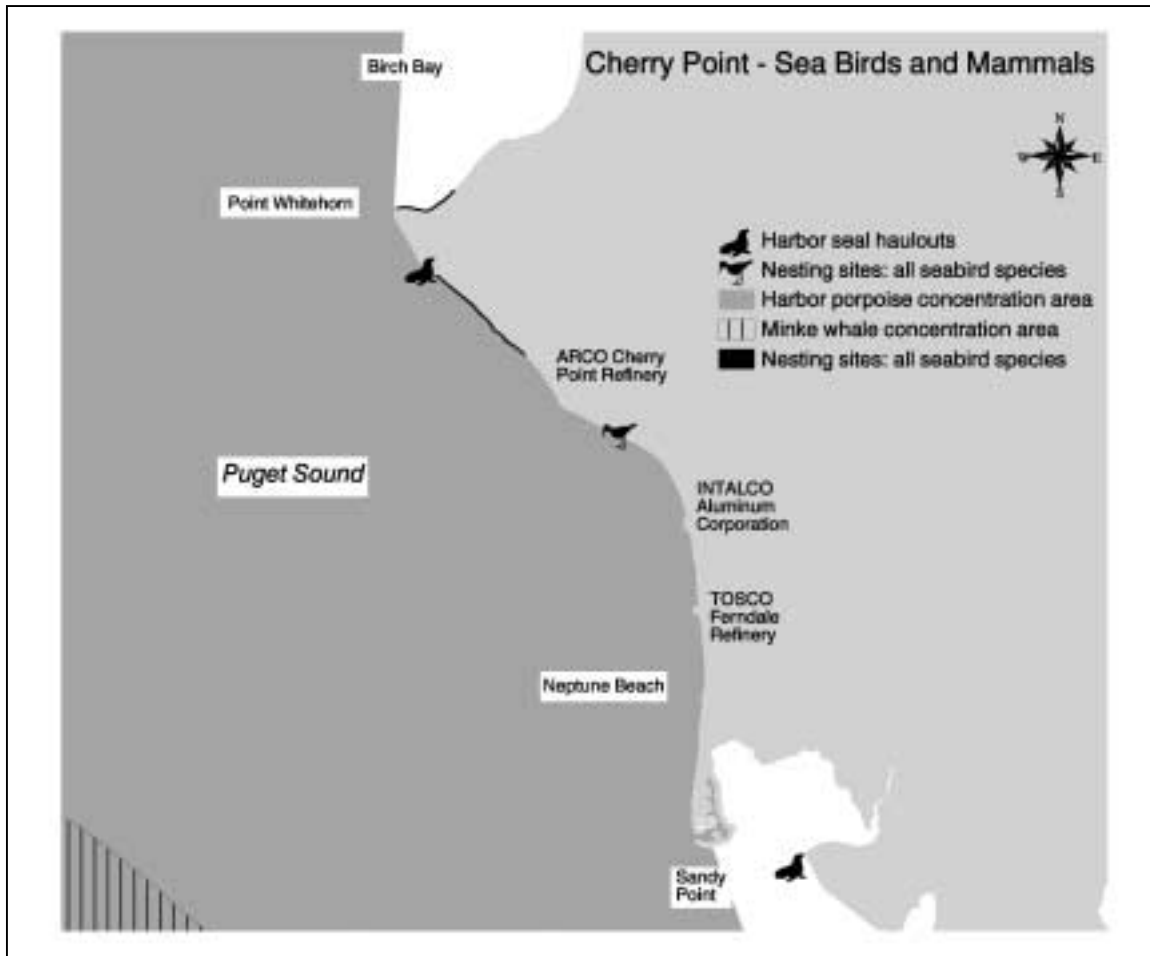 Birch Bay
Cherry Point - Sea Birds and Mammals
N
W
E
S
Point Whitehorn
Harbor seal haulouts
Nesting sites: all seabird species
Harbor porpoise concentration area
Minke whale concentration area
Nesting sites: all seabird species
ARCO Cherry
Point Refinery
Puget Sound
INTALCO
Aluminum
Corporation
TOSCO
Ferndale
Refinery
Neptune Beach
Sandy
Point